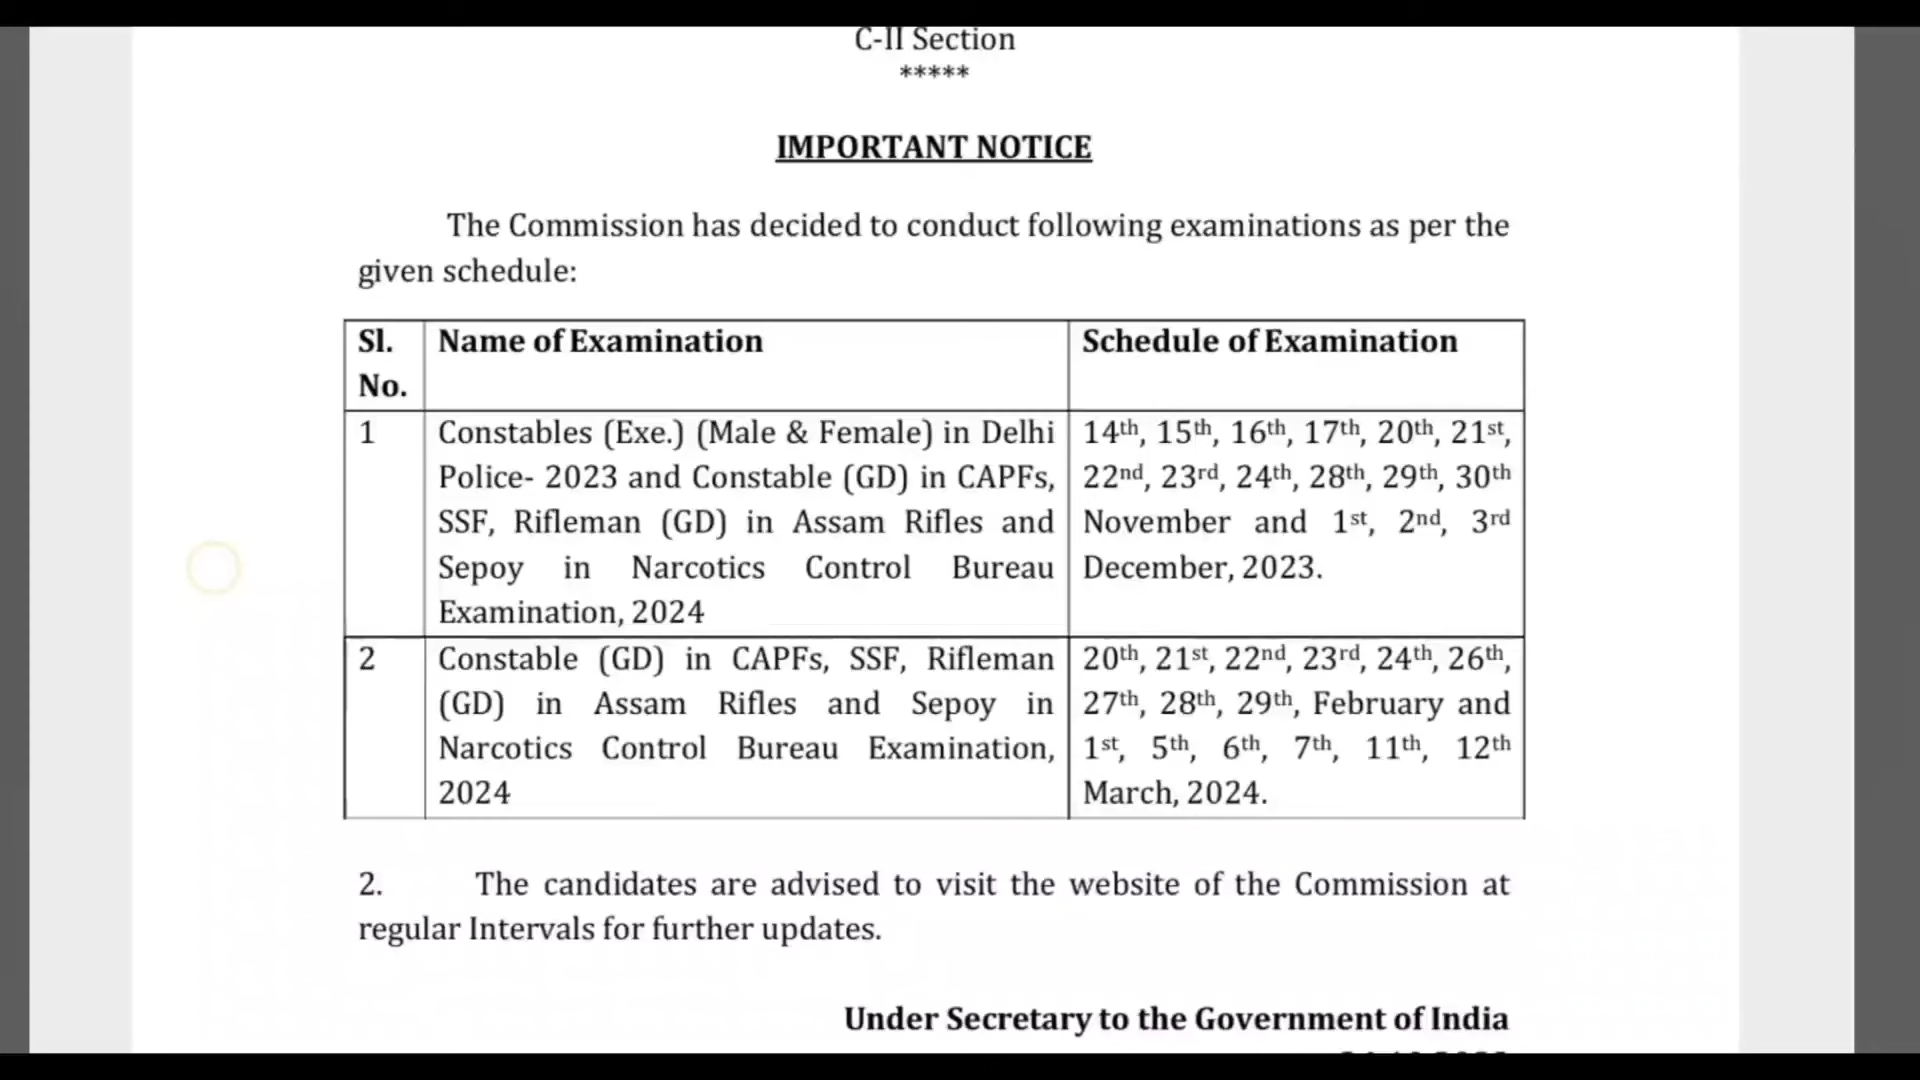 C-II Section
*****
IMPORTANT NOTICE
The Commission has decided to conduct following examinations as per the
given schedule:
Sl. No. Name of Examination Schedule of Examination
1 Constables (Exe.) (Male & Female) in Delhi 14th, 15th, 16th, 17th, 20th, 21st,
Police- 2023 and Constable (GD) in CAPFs, 22nd, 23rd, 24th, 28th, 29th, 30th
SSF, Rifleman (GD) in Assam Rifles and November and 1st, 2nd, 3rd
Sepoy in Narcotics Control Bureau December, 2023.
Examination, 2024
2 Constable (GD) in CAPFs, SSF, Rifleman 20th, 21st, 22nd, 23rd, 24th, 26th,
(GD) in Assam Rifles and Sepoy in 27th, 28th, 29th, February and
Narcotics Control Bureau Examination, 1st, 5th, 6th, 7th, 11th, 12th
2024 March, 2024.
2. The candidates are advised to visit the website of the Commission at
regular Intervals for further updates.
Under Secretary to the Government of India